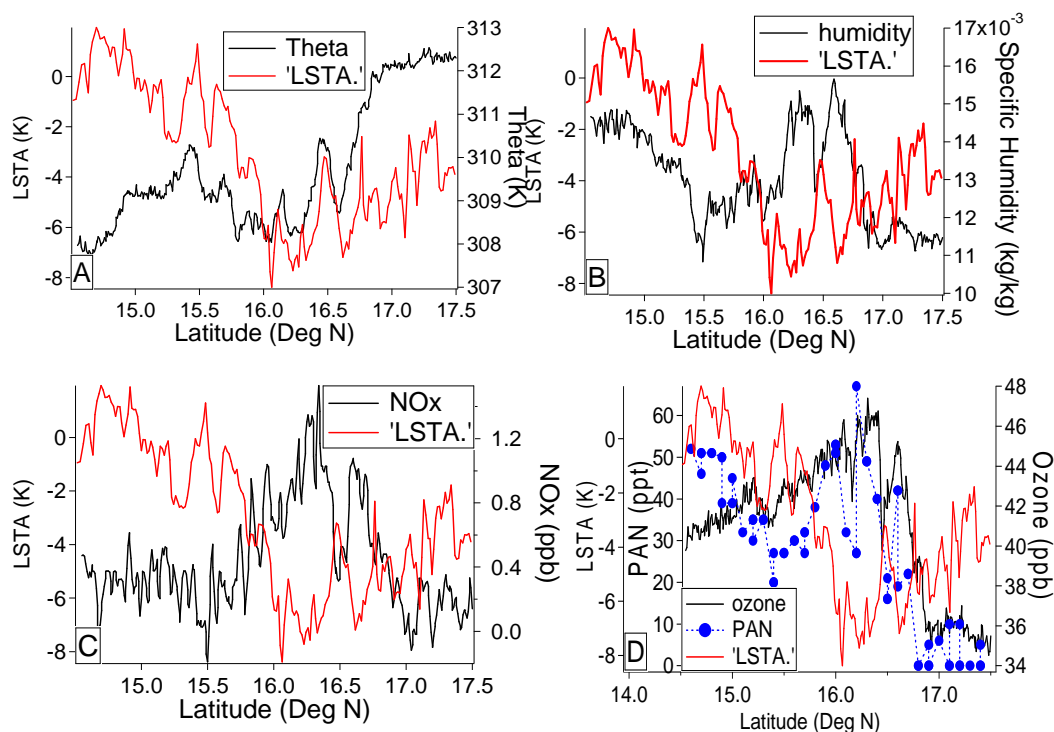 Theta
'LSTA.'
0
-2
-4
-6
-8
LSTA (K)
313
312
310
309
308
307
Theta
(K)
A
15.0 15.5 16.0 16.5 17.0 17.5
Latitude (Deg N)
humidity
'LSTA.'
0
-2
-4
-6
-8
LSTA (K)
17x10-3
16
15
14
13
12
11
10
Specific Humidity (kg/kg)
B
15.0 15.5 16.0 16.5 17.0 17.5
Latitude (Deg N)
NOx
'LSTA.'
0
-2
-4
-6
-8
LSTA (K)
1.2
0.8
0.4
0.0
NOx (ppb)
C
15.0 15.5 16.0 16.5 17.0 17.5
Latitude (Deg N)
0
-2
-4
-6
-8
LSTA (K)
60
50
40
30
20
10
0
PAN (ppt)
48
46
44
42
40
38
36
34
Ozone (ppb)
ozone
PAN
'LSTA.'
D
14.0 15.0 16.0 17.0
Latitude (Deg N)